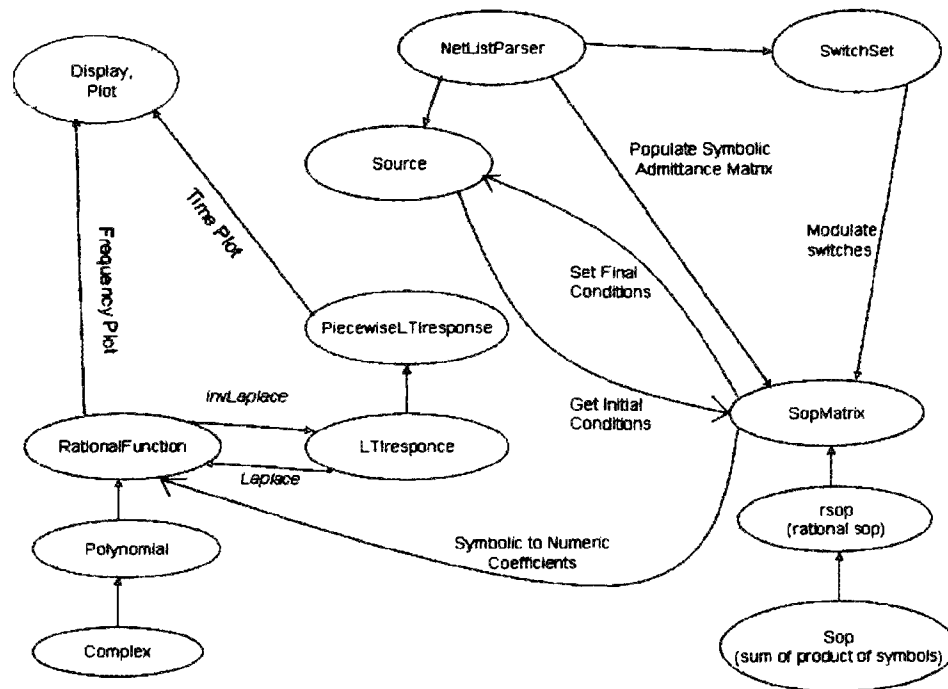 NetListParser
SwitchSet
Display,
Plot
Source
Populate Symbolic
Admittance Matrix
Modulate
switches
Time Plot
Frequency Plot
Set Final
Conditions
PiecewiseLTIresponse
invLaplace
Get Initial
Conditions
SopMatrix
RationalFunction
LTIresponce
Laplace
rsop
(rational sop)
Polynomial
Symbolic to Numeric
Coefficients
Complex
Sop
(sum of product of symbols)